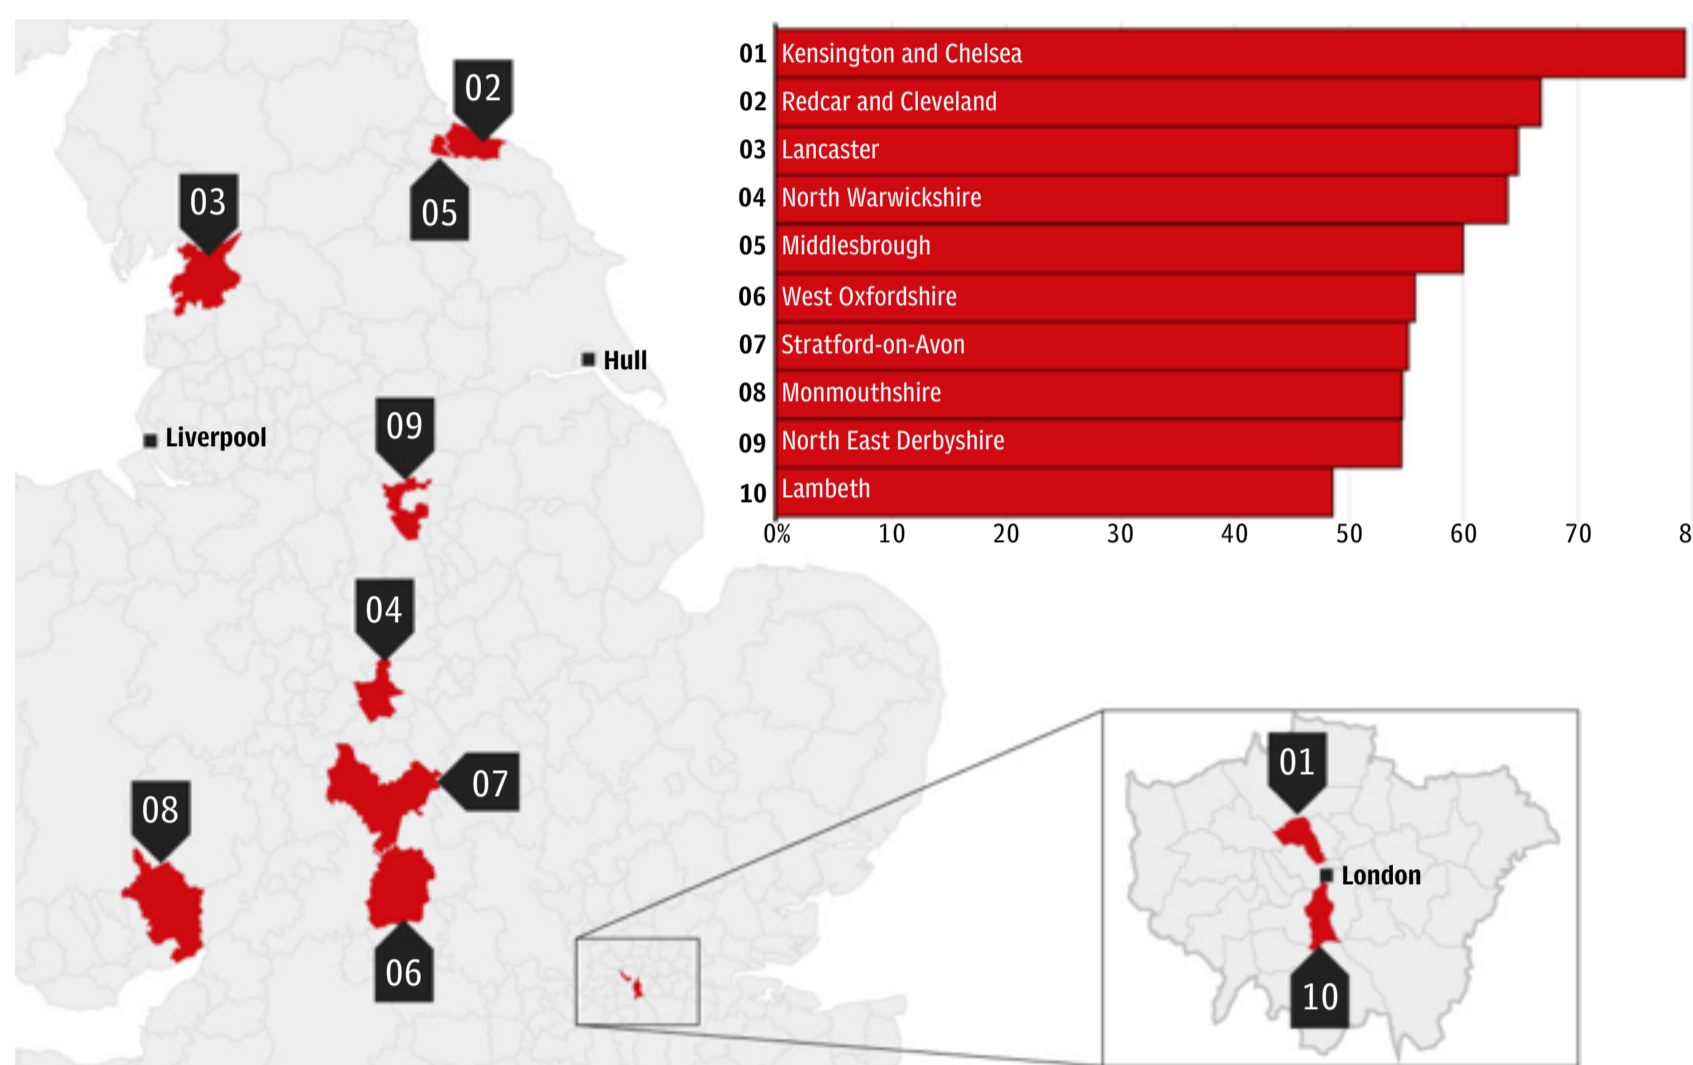 01 Kensington and Chelsea
02 Redcar and Cleveland
03 Lancaster
04 North Warwickshire
05 Middlesbrough
06 West Oxfordshire
07 Stratford-on-Avon
08 Monmouthshire
09 North East Derbyshire
10 Lambeth
0% 10 20 30 40 50 60 70 8
02
03
05
Hull
09
Liverpool
04
07
08
06
01
London
10